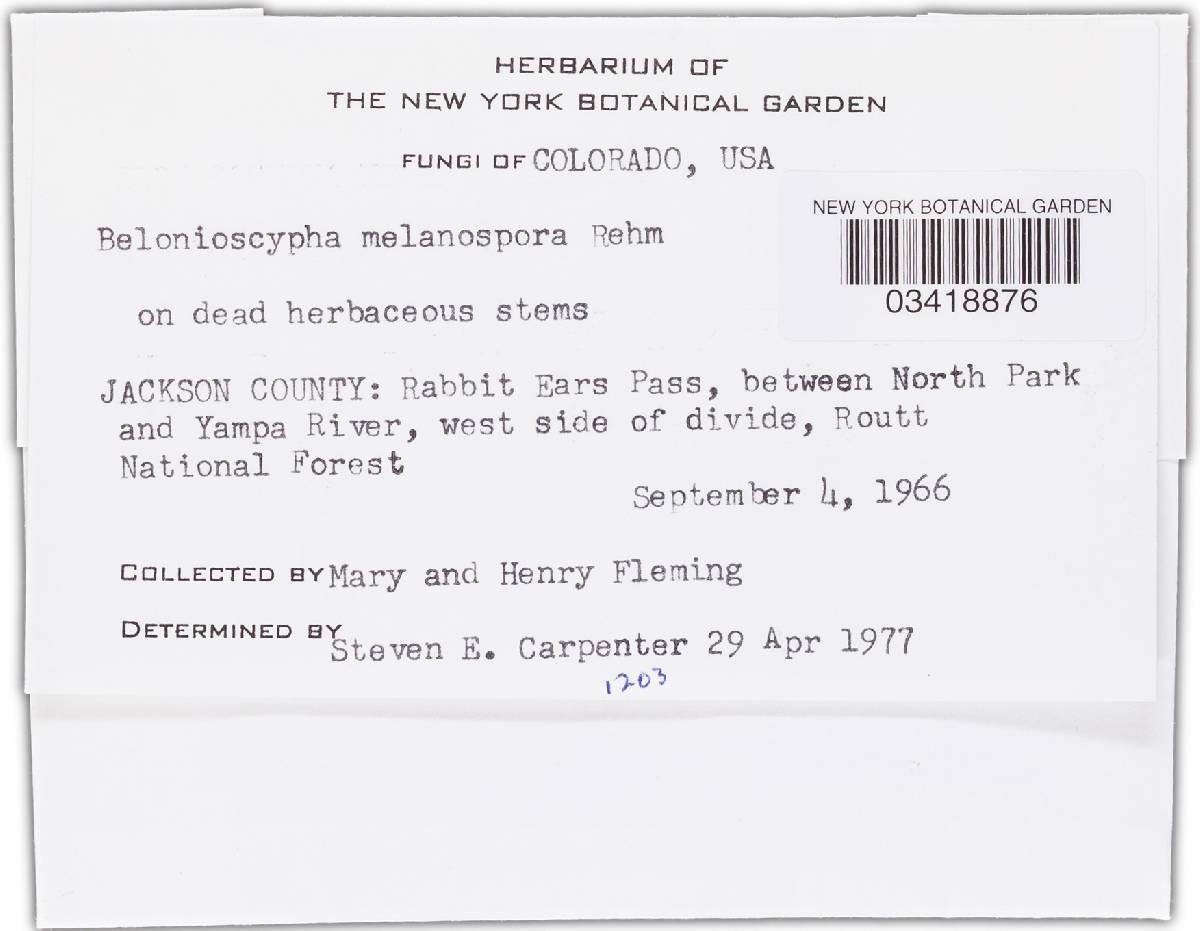 HERBARIUM OF
THE NEW YORK BOTANICAL GARDEN
FUNGI OF COLORADO, USA
NEW YORK BOTANICAL GARDEN
03418876
Belonioscypha melanospora Rehm
on dead herbaceous stems
JACKSON COUNTY: Rabbit Ears Pass, between North Park
and Yampa River, west side of divide, Routt
National Forest
September 4, 1966
COLLECTED BY Mary and Henry Fleming
DETERMINED BY Steven E. Carpenter 29 Apr 1977
1203